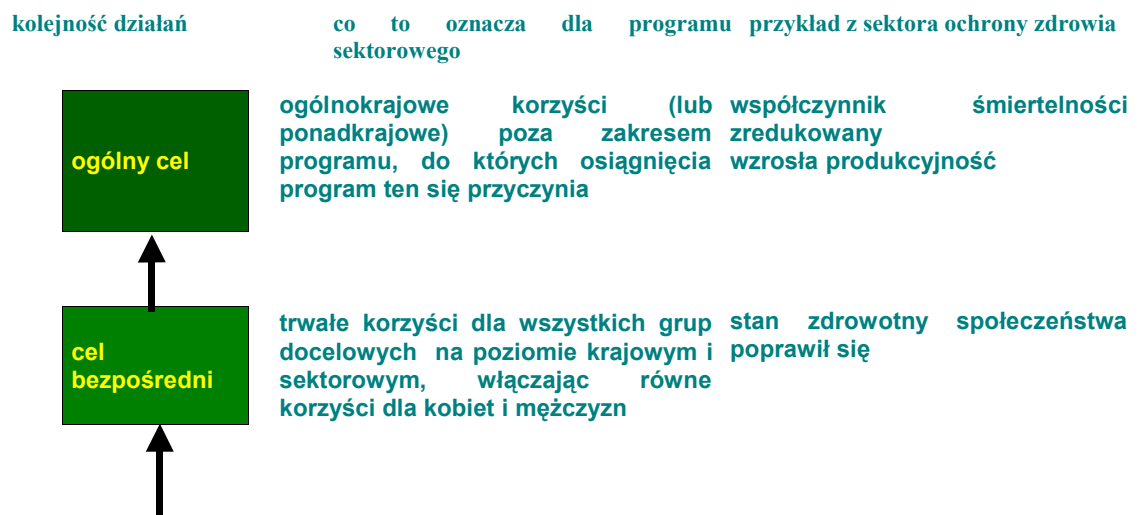 kolejność działań
co to oznacza dla programu
sektorowego
przykład z sektora ochrony zdrowia
ogólny cel
ogólnokrajowe korzyści (lub
ponadkrajowe) poza zakresem
programu, do których osiągnięcia
program ten się przyczynia
współczynnik śmiertelności
zredukowany
wzrosła produkcyjność
cel
bezpośredni
trwałe korzyści dla wszystkich grup
docelowych na poziomie krajowym i
sektorowym, włączając równe
korzyści dla kobiet i mężczyzn
stan zdrowotny społeczeństwa
poprawił się